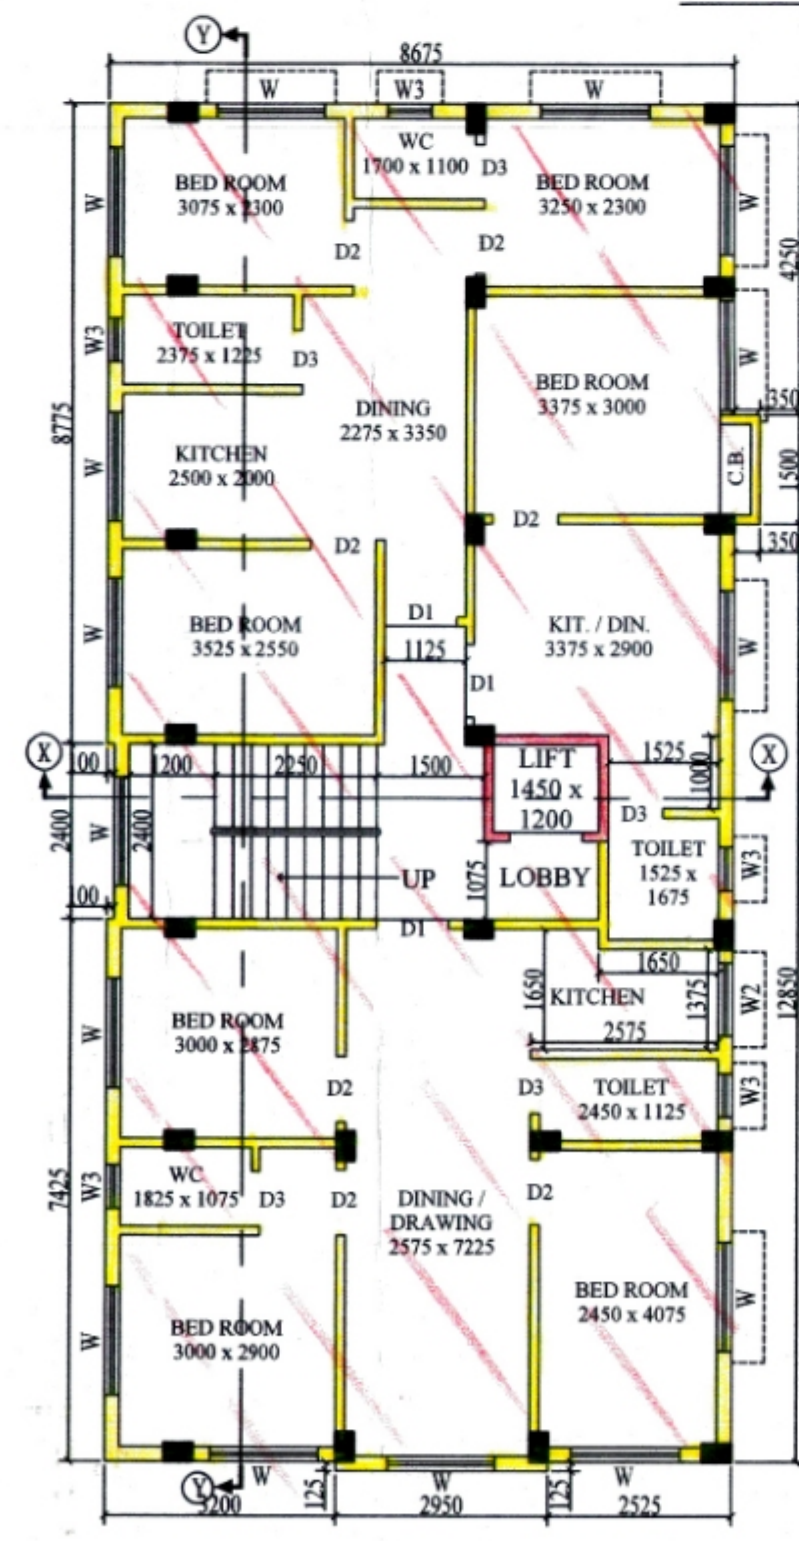 Y
8675
W
W3
W
WC
1700 x 1100
D3
BED ROOM
3075 x 2300
BED ROOM
3250 x 2300
W
W
4250
D2
D2
TOILET
2375 x 1225
D3
W3
W
BED ROOM
3375 x 3000
350
DINING
2275 x 3350
8775
KITCHEN
2500 x 2000
W
C.B.
1500
D2
D2
350
BED ROOM
3525 x 2550
W
D1
1125
KIT. / DIN.
3375 x 2900
W
D1
X
100
1200
2250
1500
LIFT
1450 x
1200
1525
1000
X
2400
W
2400
D3
TOILET
1525 x
1675
W3
100
UP
1075
LOBBY
D1
1650
1650
KITCHEN
2575
1375
W2
12850
BED ROOM
3000 x 2875
W
D2
D3
TOILET
2450 x 1125
W3
7425
W3
WC
1825 x 1075
D3
D2
DINING /
DRAWING
2575 x 7225
D2
BED ROOM
2450 x 4075
W
BED ROOM
3000 x 2900
W
Y
W
125
W
125
W
3200
2950
2525